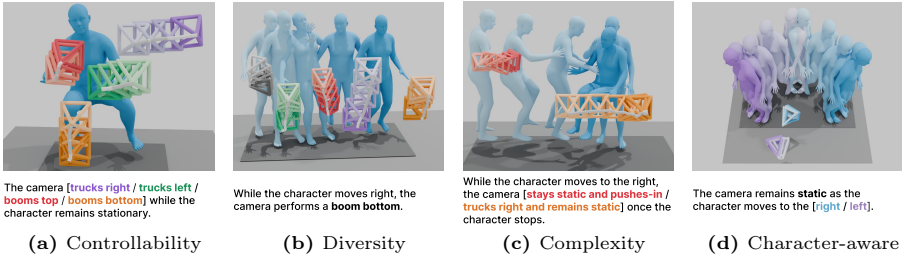 The camera [trucks right / trucks left /
booms top / booms bottom] while the
character remains stationary.
(a) Controllability
While the character moves right, the
camera performs a boom bottom.
(b) Diversity
While the character moves to the right,
the camera [stays static and pushes-in /
trucks right and remains static] once the
character stops.
(c) Complexity
The camera remains static as the
character moves to the [right / left].
(d) Character-aware